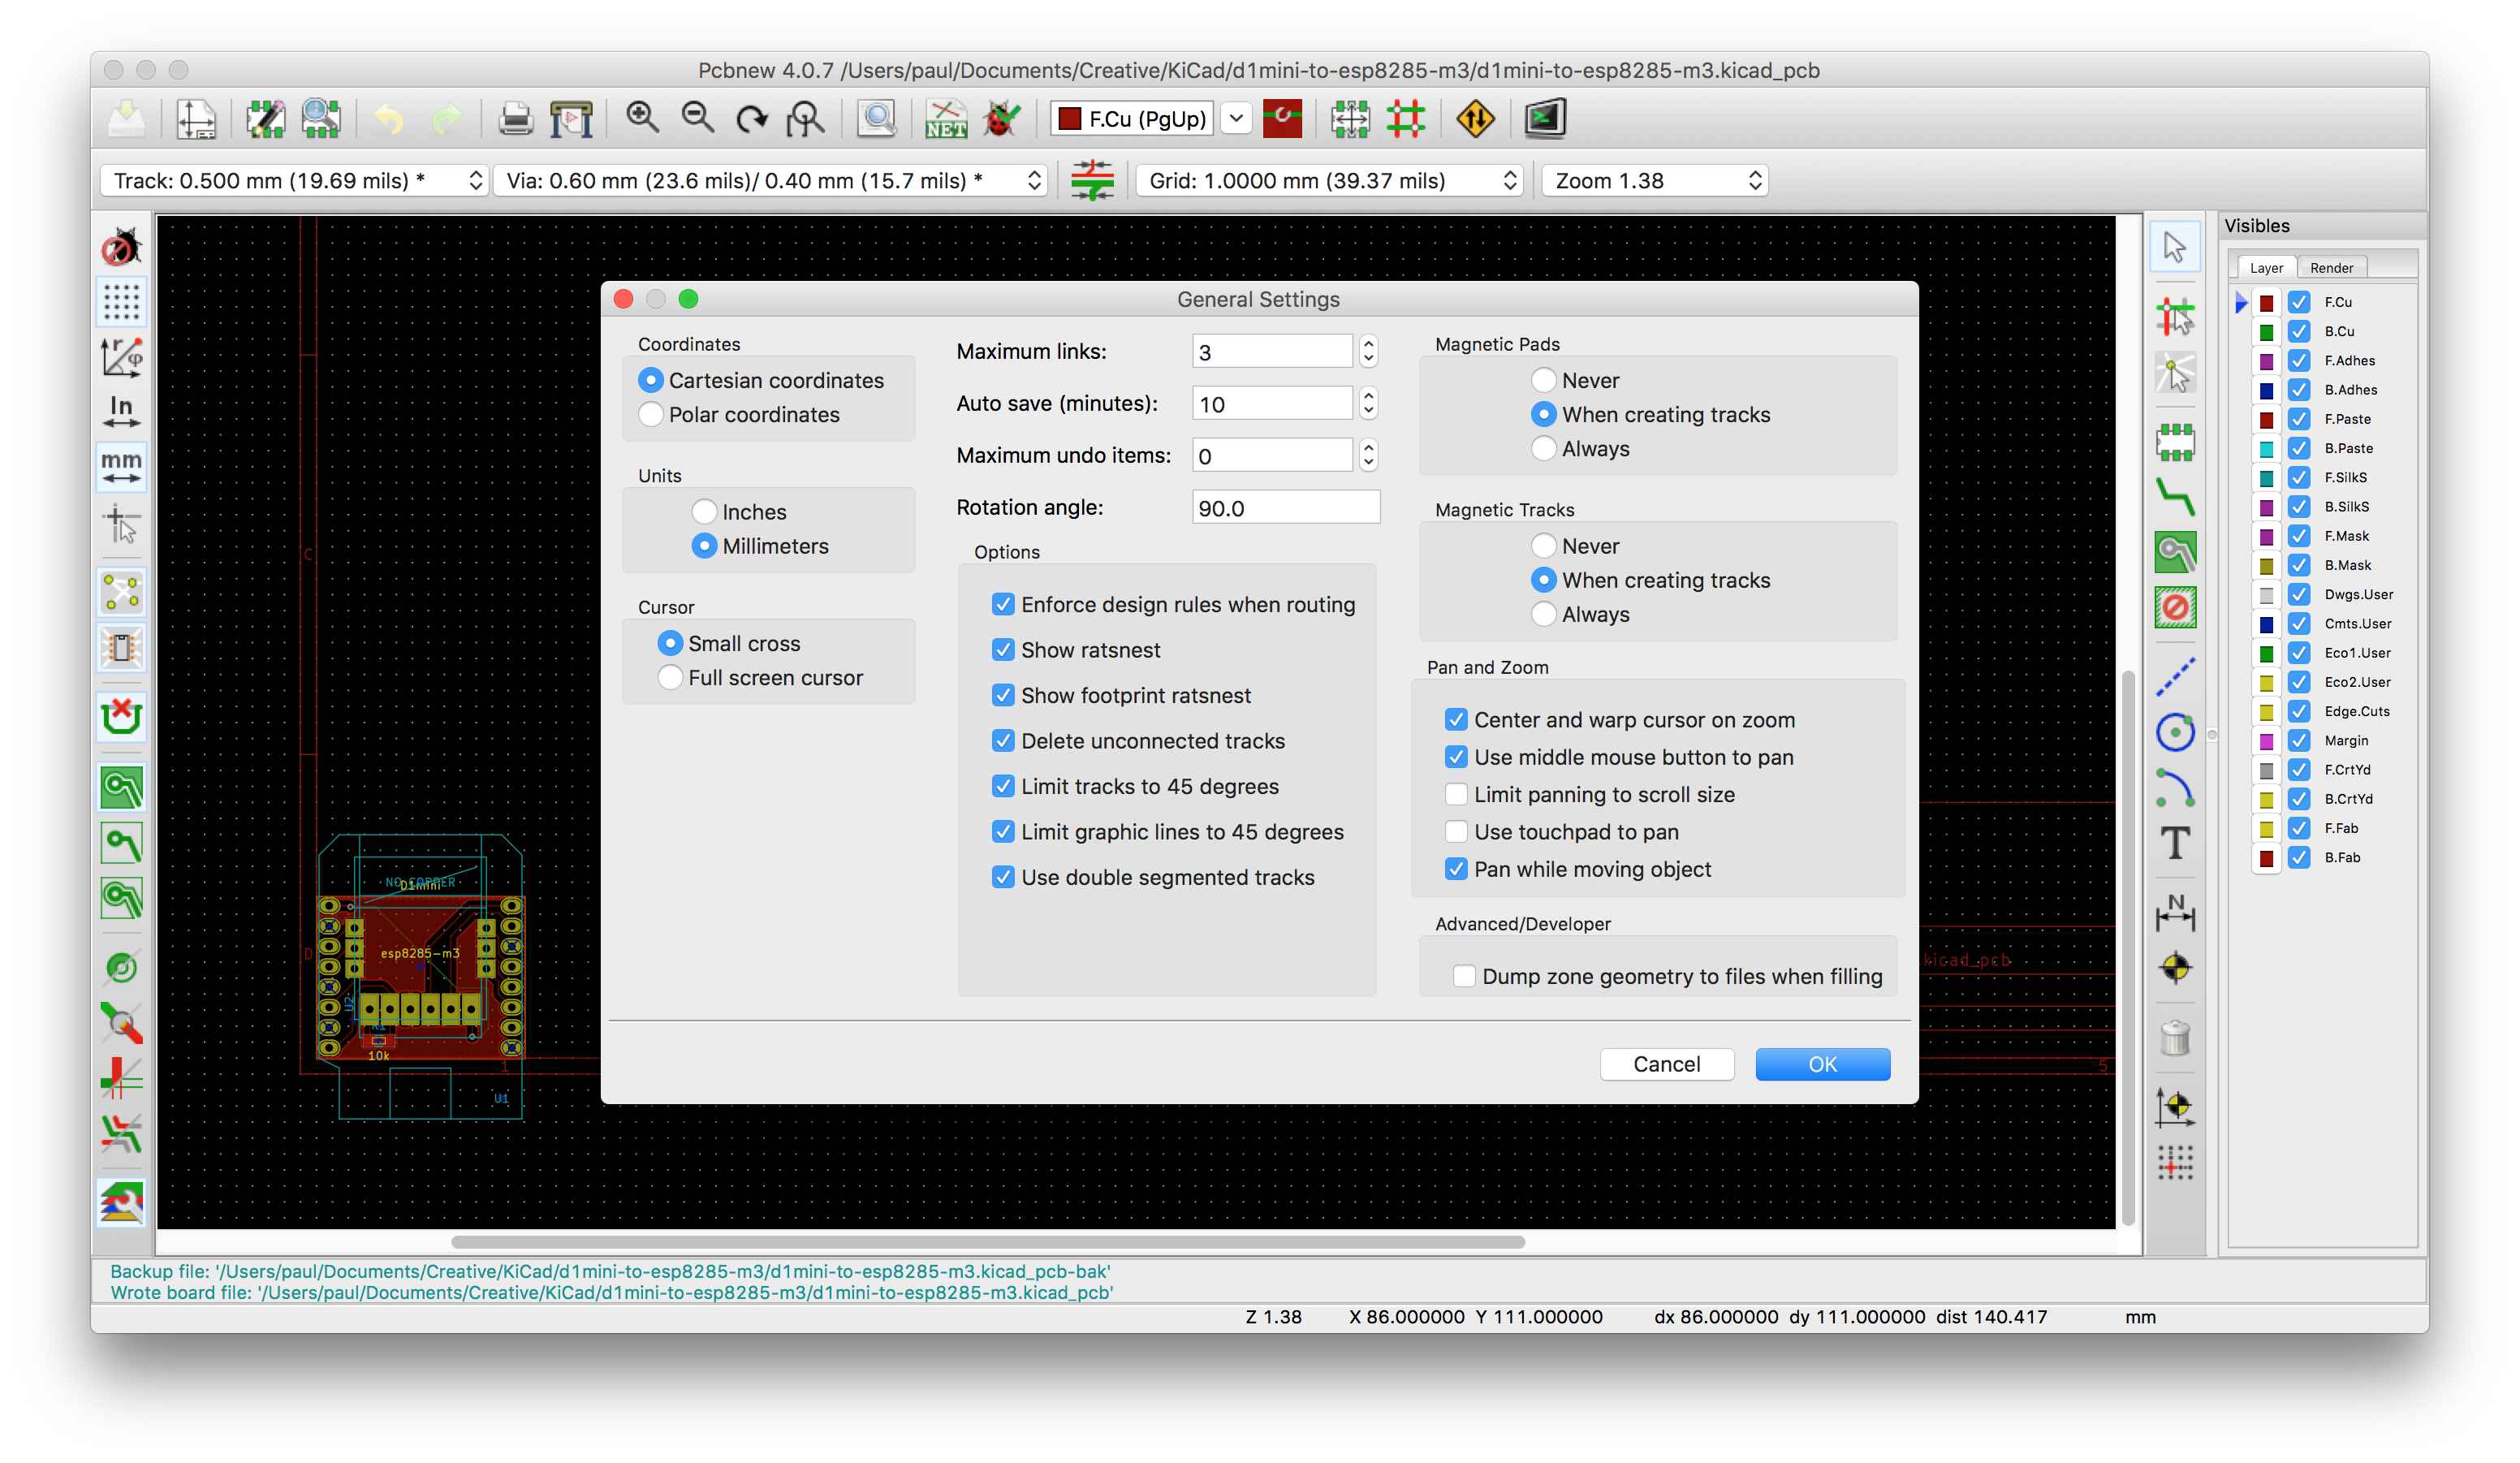 Pcbnew 4.0.7 /Users/paul/Documents/Creative/KiCad/d1mini-to-esp8285-m3/d1mini-to-esp8285-m3.kicad_pcb
NET
F.Cu (PgUp)
Track: 0.500 mm (19.69 mils) *
Via: 0.60 mm (23.6 mils)/ 0.40 mm (15.7 mils) *
Grid: 1.0000 mm (39.37 mils)
Zoom 1.38
r
φ
In
mm
C
D
NO COPPER
D1mini
esp8285-m3
U2
R1
10k
1
U1
General Settings
Coordinates
Cartesian coordinates
Polar coordinates
Units
Inches
Millimeters
Cursor
Small cross
Full screen cursor
Maximum links: 3
Auto save (minutes): 10
Maximum undo items: 0
Rotation angle: 90.0
Options
Enforce design rules when routing
Show ratsnest
Show footprint ratsnest
Delete unconnected tracks
Limit tracks to 45 degrees
Limit graphic lines to 45 degrees
Use double segmented tracks
Magnetic Pads
Never
When creating tracks
Always
Magnetic Tracks
Never
When creating tracks
Always
Pan and Zoom
Center and warp cursor on zoom
Use middle mouse button to pan
Limit panning to scroll size
Use touchpad to pan
Pan while moving object
Advanced/Developer
Dump zone geometry to files when filling
Cancel
OK
kicad_pcb
5
T
N
Visibles
Layer
Render
F.Cu
B.Cu
F.Adhes
B.Adhes
F.Paste
B.Paste
F.SilkS
B.SilkS
F.Mask
B.Mask
Dwgs.User
Cmts.User
Eco1.User
Eco2.User
Edge.Cuts
Margin
F.CrtYd
B.CrtYd
F.Fab
B.Fab
Backup file: '/Users/paul/Documents/Creative/KiCad/d1mini-to-esp8285-m3/d1mini-to-esp8285-m3.kicad_pcb-bak'
Wrote board file: '/Users/paul/Documents/Creative/KiCad/d1mini-to-esp8285-m3/d1mini-to-esp8285-m3.kicad_pcb'
Z 1.38
X 86.000000 Y 111.000000
dx 86.000000 dy 111.000000 dist 140.417
mm